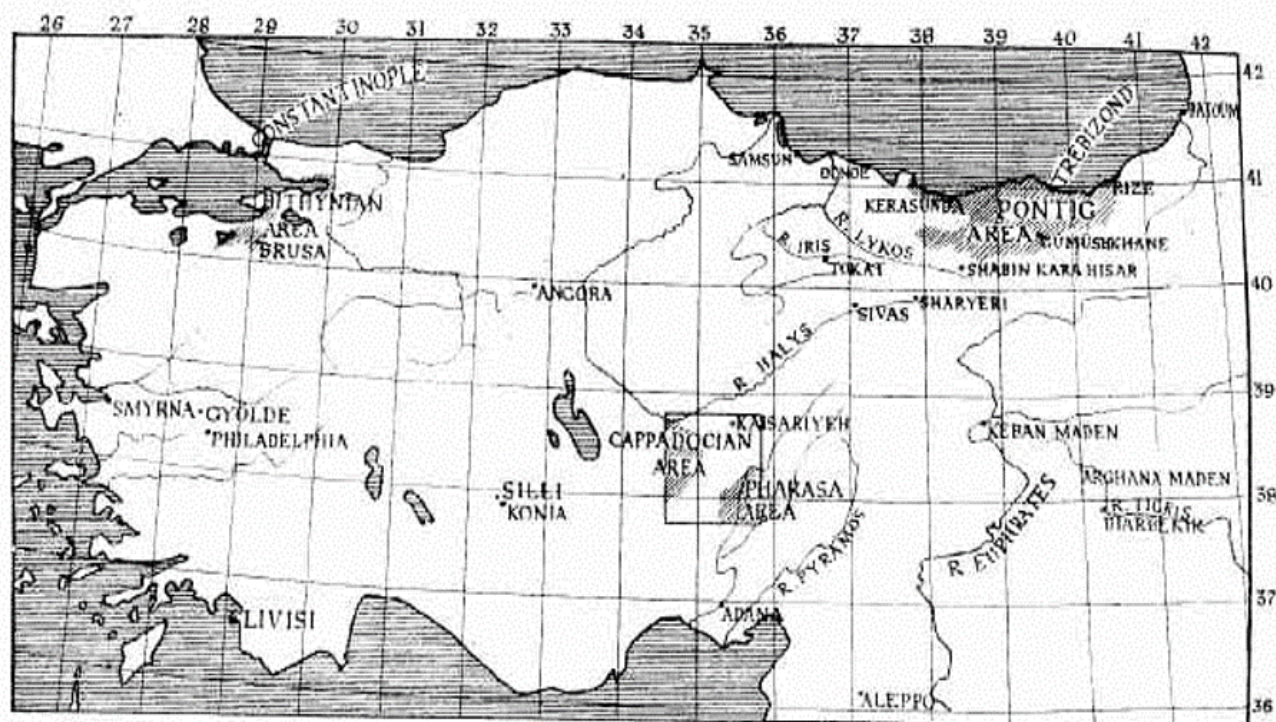 26 27 28 29 30 31 32 33 34 35 36 37 38 39 40 41 42
CONSTANTINOPLE
42
BATOUM
TREBIZOND
SAMSUN
41
RIZE
BITHYNIAN
AREA
BRUSA
KERASUNDA
PONTIC
AREA
GUMÜSHKHANE
R. LYKOS
R. IRIS
TOKAT
SHABIN KARA HISAR
40
ANGORA
SIVAS
SHARYERI
R. HALYS
39
SMYRNA
GYÖLDE
PHILADELPHIA
KAISARIYEH
CAPPADOCIAN
AREA
KEBAN MADEN
SILLI
KONIA
PHARASA
AREA
ARGHANA MADEN
38
R. TIGRIS
DIARBEKIR
R. EUPHRATES
R. PYRAMOS
37
LIVISI
ADANA
ALEPPO
36